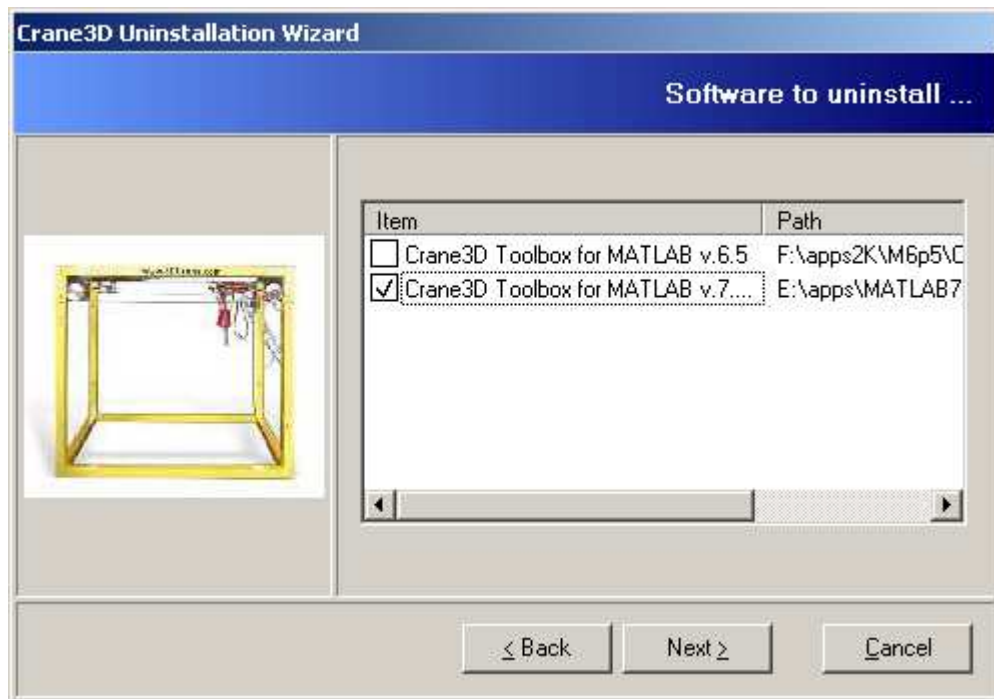 Crane3D Uninstallation Wizard
Software to uninstall ...
Item Path
Crane3D Toolbox for MATLAB v.6.5 F:\apps2K\M6p5\C
Crane3D Toolbox for MATLAB v.7.... E:\apps\MATLAB7
< Back Next > Cancel